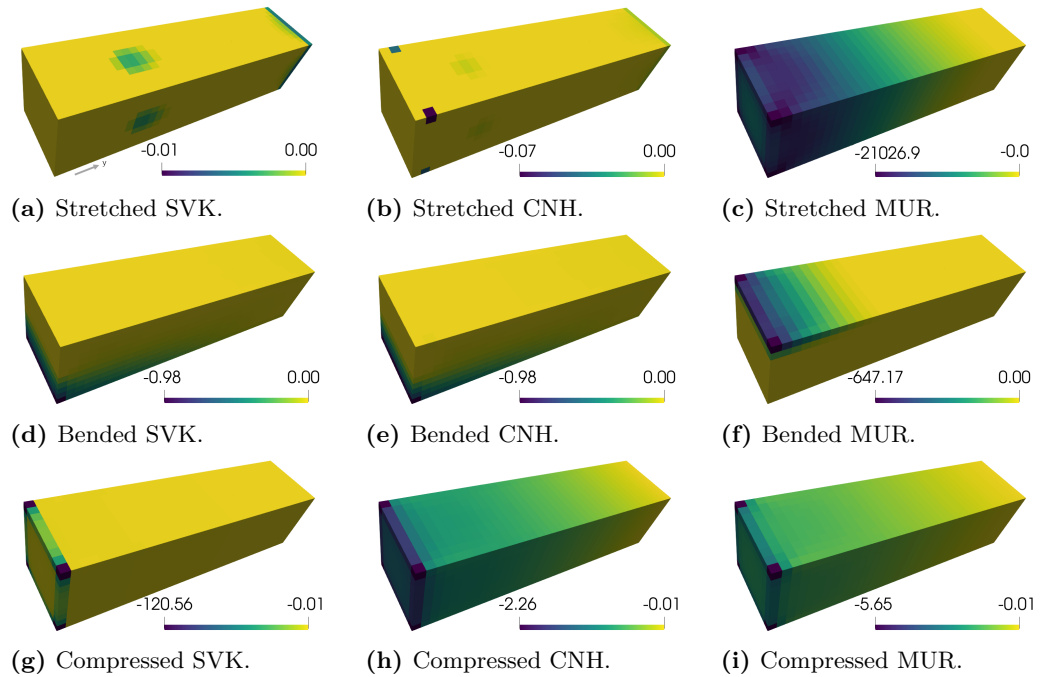 -0.01 0.00 -0.07 0.00 -21026.9 -0.0
y
(a) Stretched SVK. (b) Stretched CNH. (c) Stretched MUR.
-0.98 0.00 -0.98 0.00 -647.17 0.00
(d) Bended SVK. (e) Bended CNH. (f) Bended MUR.
-120.56 -0.01 -2.26 -0.01 -5.65 -0.01
(g) Compressed SVK. (h) Compressed CNH. (i) Compressed MUR.